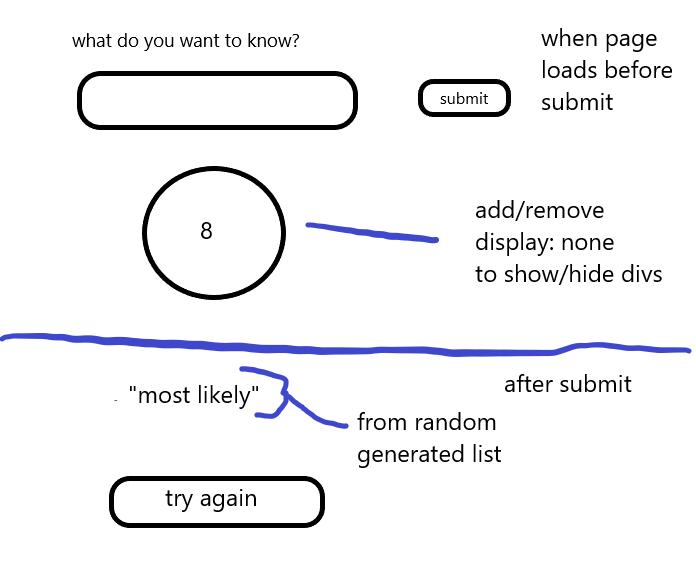 what do you want to know?
submit
when page
loads before
submit
8
add/remove
display: none
to show/hide divs
"most likely"
after submit
from random
generated list
try again